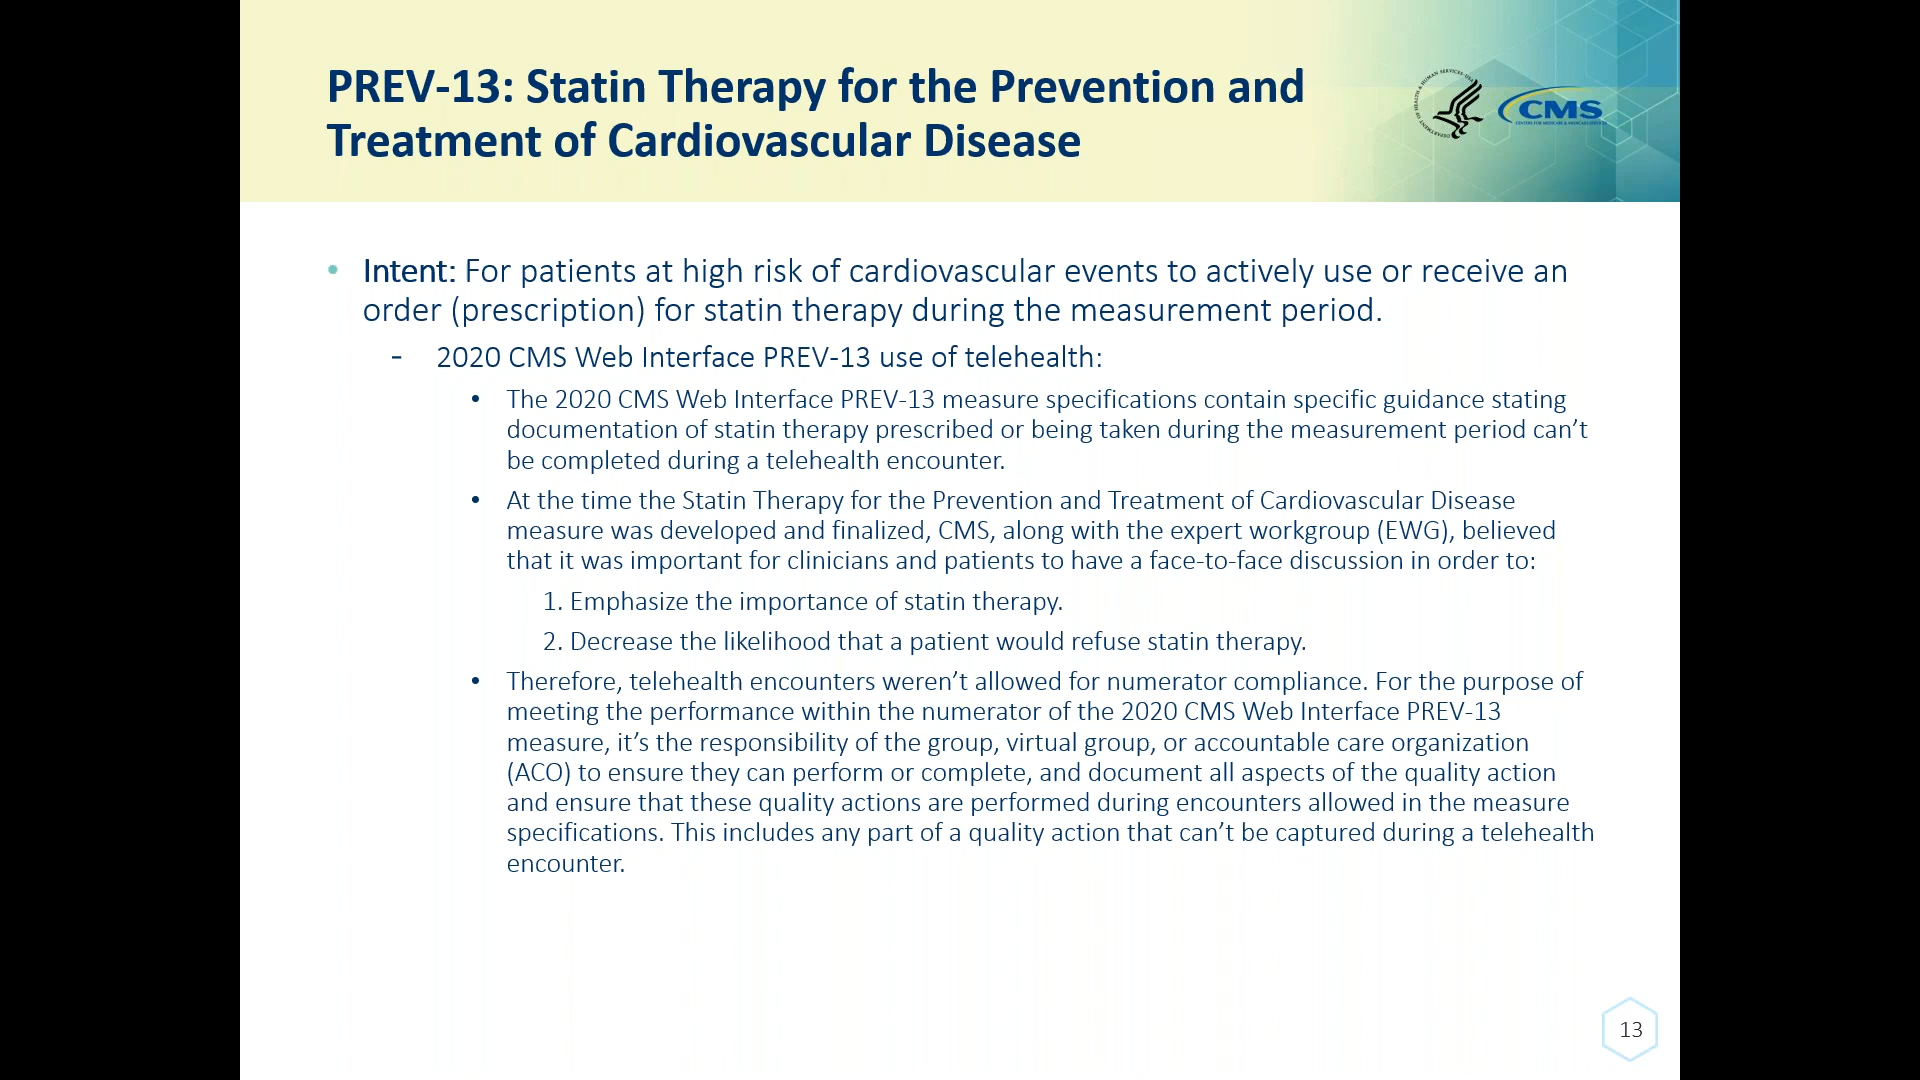 PREV-13: Statin Therapy for the Prevention and
Treatment of Cardiovascular Disease
DEPARTMENT OF HEALTH & HUMAN SERVICES•USA
CMS
CENTERS FOR MEDICARE & MEDICAID SERVICES
• Intent: For patients at high risk of cardiovascular events to actively use or receive an
order (prescription) for statin therapy during the measurement period.
- 2020 CMS Web Interface PREV-13 use of telehealth:
• The 2020 CMS Web Interface PREV-13 measure specifications contain specific guidance stating
documentation of statin therapy prescribed or being taken during the measurement period can’t
be completed during a telehealth encounter.
• At the time the Statin Therapy for the Prevention and Treatment of Cardiovascular Disease
measure was developed and finalized, CMS, along with the expert workgroup (EWG), believed
that it was important for clinicians and patients to have a face-to-face discussion in order to:
1. Emphasize the importance of statin therapy.
2. Decrease the likelihood that a patient would refuse statin therapy.
• Therefore, telehealth encounters weren’t allowed for numerator compliance. For the purpose of
meeting the performance within the numerator of the 2020 CMS Web Interface PREV-13
measure, it’s the responsibility of the group, virtual group, or accountable care organization
(ACO) to ensure they can perform or complete, and document all aspects of the quality action
and ensure that these quality actions are performed during encounters allowed in the measure
specifications. This includes any part of a quality action that can’t be captured during a telehealth
encounter.
13